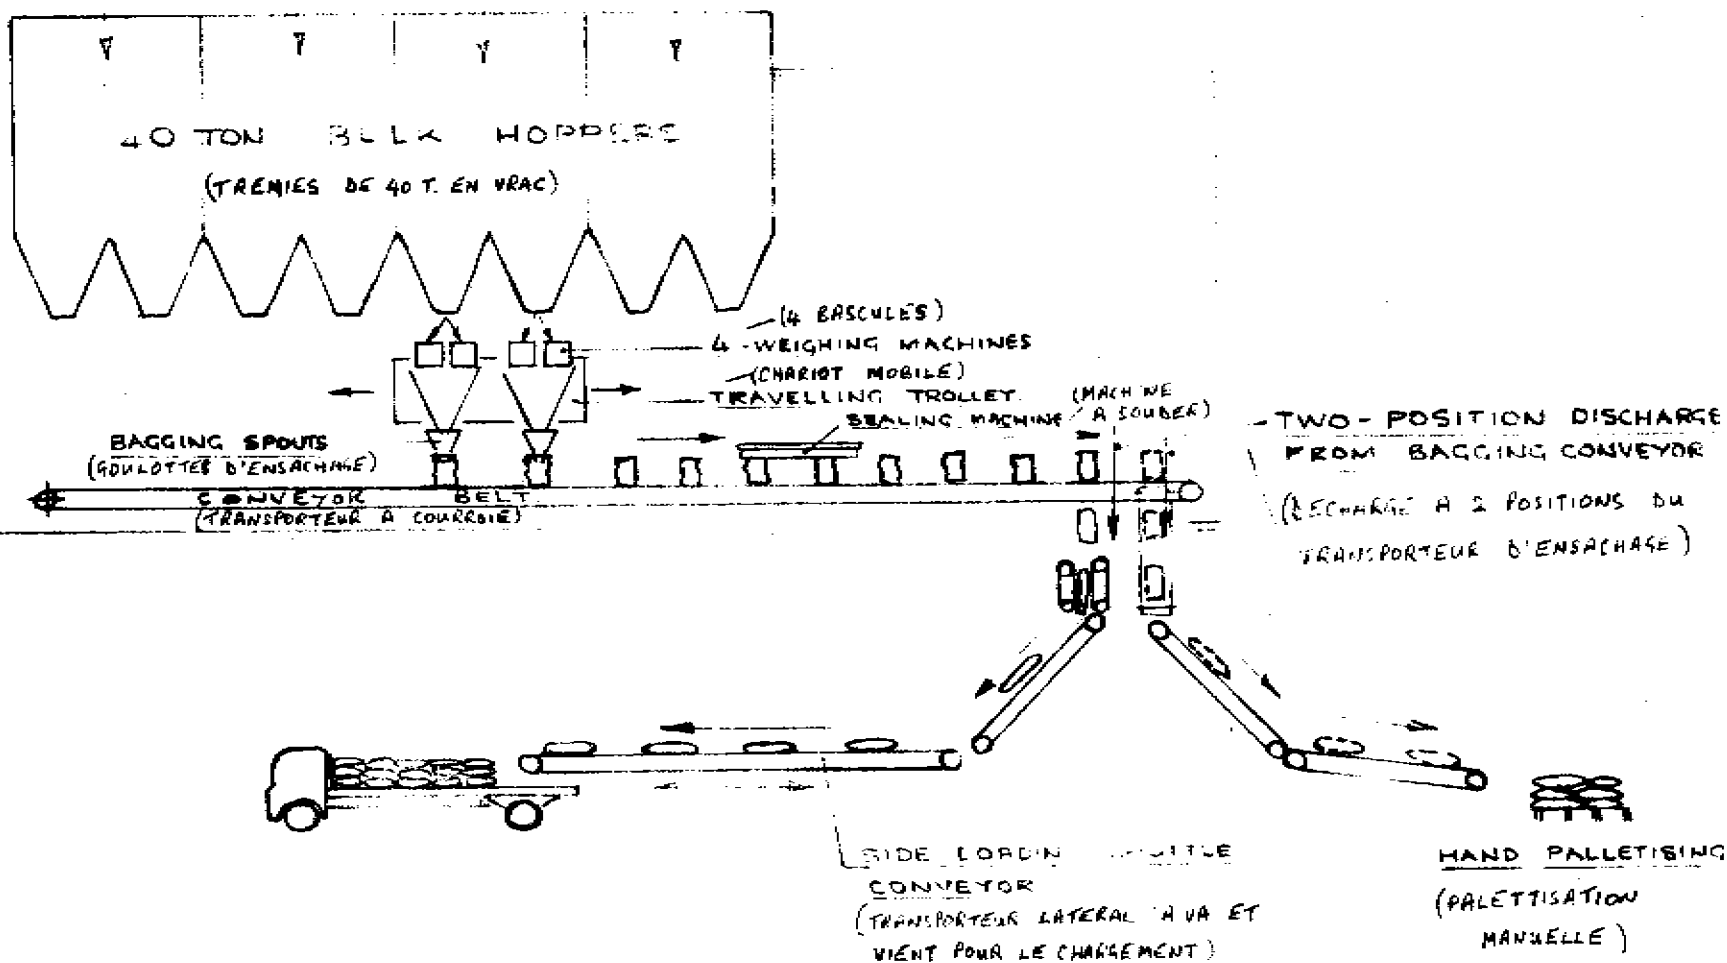 40 TON BULK HOPPERS
(TREMIES DE 40 T. EN VRAC)
(4 BASCULES)
4 - WEIGHING MACHINES
(CHARIOT MOBILE)
TRAVELLING TROLLEY
SEALING MACHINE
(MACHINE
A SOUDER)
BAGGING SPOUTS
(GOULOTTES D'ENSACHAGE)
CONVEYOR BELT
(TRANSPORTEUR A COURROIE)
TWO-POSITION DISCHARGE
FROM BAGGING CONVEYOR
(DECHARGE A 2 POSITIONS DU
TRANSPORTEUR D'ENSACHAGE)
SIDE LOADIN
CONVEYOR
(TRANSPORTEUR LATERAL A VA ET
VIENT POUR LE CHARGEMENT)
HAND PALLETISING
(PALETTISATION
MANUELLE)